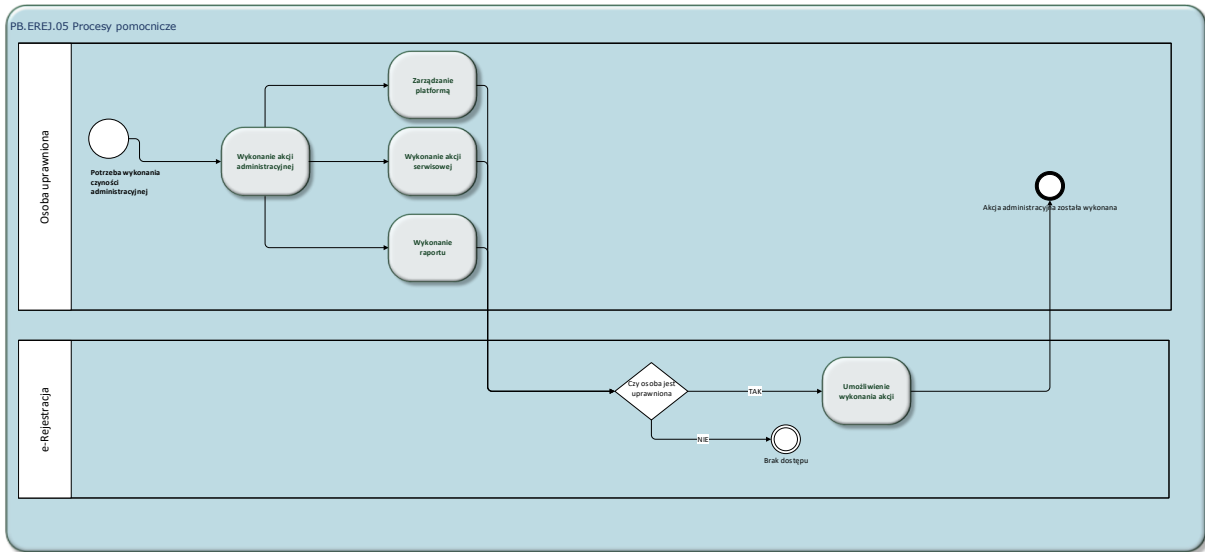 PB.EREJ.05 Procesy pomocnicze
Osoba uprawniona
Potrzeba wykonania
czyności
administracyjnej
Wykonanie akcji
administracyjnej
Zarządzanie
platformą
Wykonanie akcji
serwisowej
Wykonanie
raportu
Akcja administracyjna została wykonana
e-Rejestracja
Czy osoba jest
uprawniona
TAK
NIE
Umożliwienie
wykonania akcji
Brak dostępu